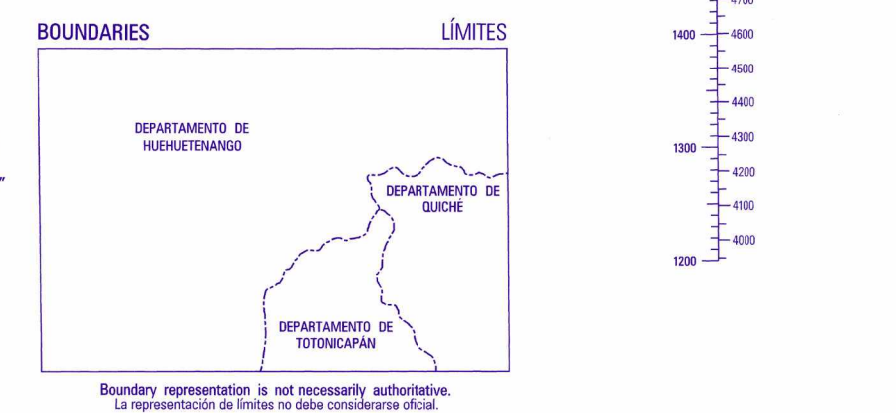 BOUNDARIES LÍMITES
DEPARTAMENTO DE
HUEHUETENANGO
DEPARTAMENTO DE
QUICHÉ
DEPARTAMENTO DE
TOTONICAPÁN
Boundary representation is not necessarily authoritative.
La representación de límites no debe considerarse oficial.
"
4700
1400 4600
4500
4400
1300 4300
4200
4100
4000
1200